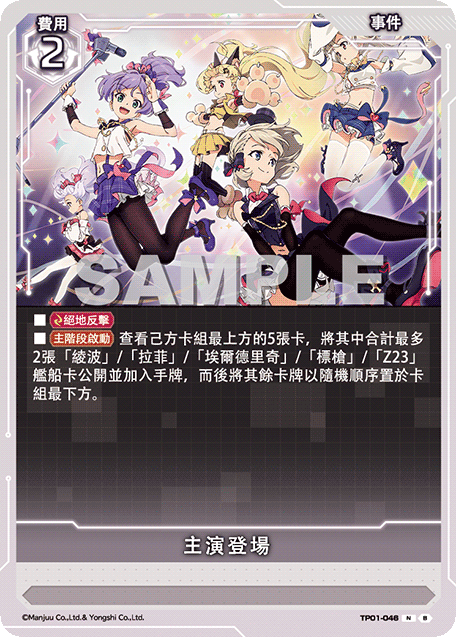 費用
2
事件
SAMPLE
■ 絕地反擊
■ 主階段啟動 查看己方卡組最上方的5張卡，將其中合計最多
2張「綾波」/「拉菲」/「埃爾德里奇」/「標槍」/「Z23」
艦船卡公開並加入手牌，而後將其餘卡牌以隨機順序置於卡
組最下方。
主演登場
©Manjuu Co.,Ltd.& Yongshi Co.,Ltd.
TP01-046 N B